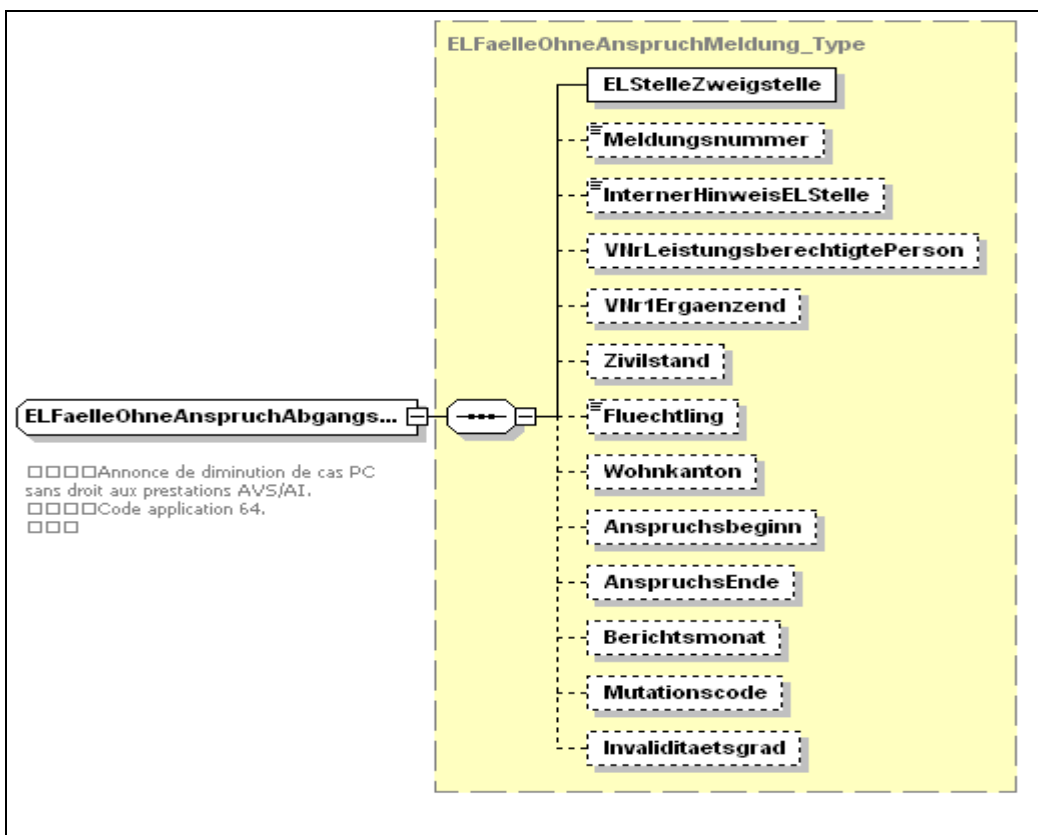 ELFaelleOhneAnspruchMeldung_Type
ELStelleZweigstelle
Meldungsnummer
InternerHinweisELStelle
VNrLeistungsberechtigtePerson
VNr1Ergaenzend
Zivilstand
ELFaelleOhneAnspruchAbgangs...
Fluechtling
Wohnkanton
Anspruchsbeginn
AnspruchsEnde
Berichtsmonat
Mutationscode
Invaliditaetsgrad
□□□□Annonce de diminution de cas PC
sans droit aux prestations AVS/AI.
□□□□Code application 64.
□□□